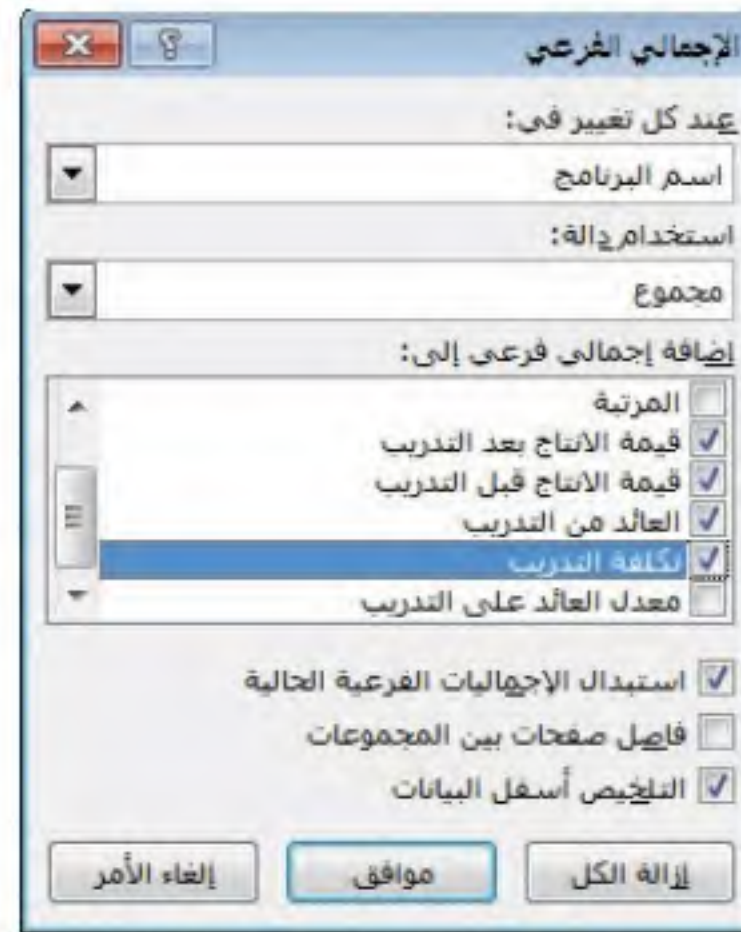 الإجمالي الفرعي
عند كل تغيير في:
اسم البرنامج
استخدام دالة:
مجموع
إضافة إجمالي فرعي إلى:
المرتبة
قيمة الانتاج بعد التدريب
قيمة الانتاج قبل التدريب
العائد من التدريب
تكلفة التدريب
معدل العائد على التدريب
استبدال الإجماليات الفرعية الحالية
فاصل صفحات بين المجموعات
التلخيص أسفل البيانات
إزالة الكل
موافق
إلغاء الأمر